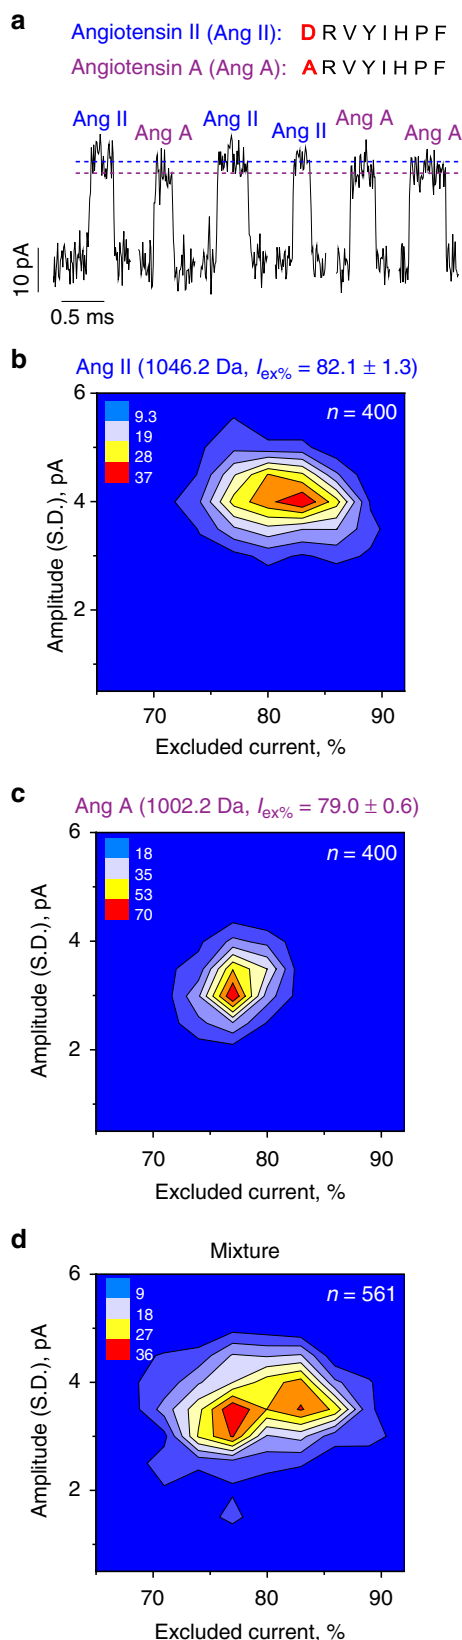 a
Angiotensin II (Ang II): D R V Y I H P F
Angiotensin A (Ang A): A R V Y I H P F
Ang II Ang A Ang II Ang II Ang A Ang A
10 pA
0.5 ms
b
Ang II (1046.2 Da, Iex% = 82.1 ± 1.3)
6
9.3
19
28
37
n = 400
4
2
Amplitude (S.D.), pA
70 80 90
Excluded current, %
c
Ang A (1002.2 Da, Iex% = 79.0 ± 0.6)
6
18
35
53
70
n = 400
4
2
Amplitude (S.D.), pA
70 80 90
Excluded current, %
d
Mixture
6
9
18
27
36
n = 561
4
2
Amplitude (S.D.), pA
70 80 90
Excluded current, %